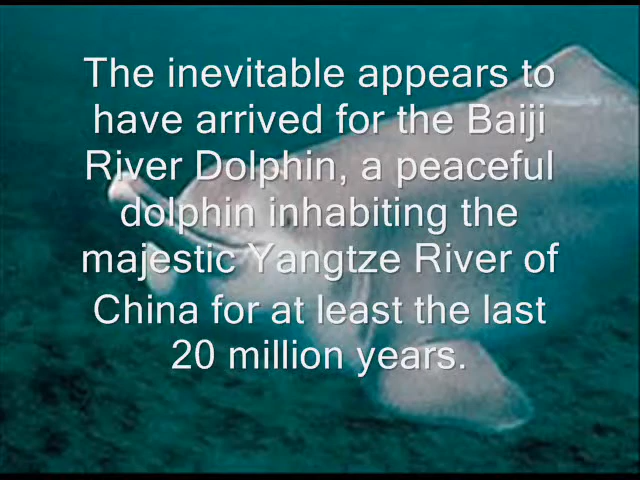 The inevitable appears to
have arrived for the Baiji
River Dolphin, a peaceful
dolphin inhabiting the
majestic Yangtze River of
China for at least the last
20 million years.